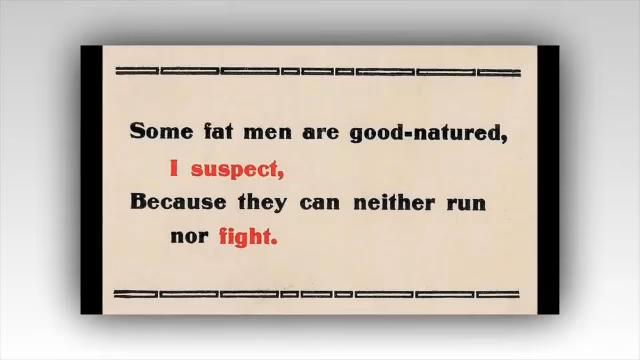 Some fat men are good-natured,
I suspect,
Because they can neither run
nor fight.